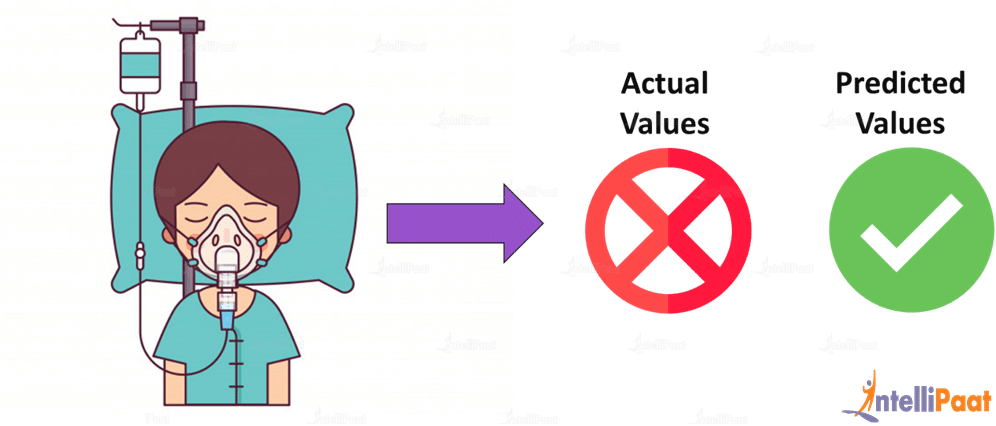 Actual
Values
Predicted
Values
IntelliPaat